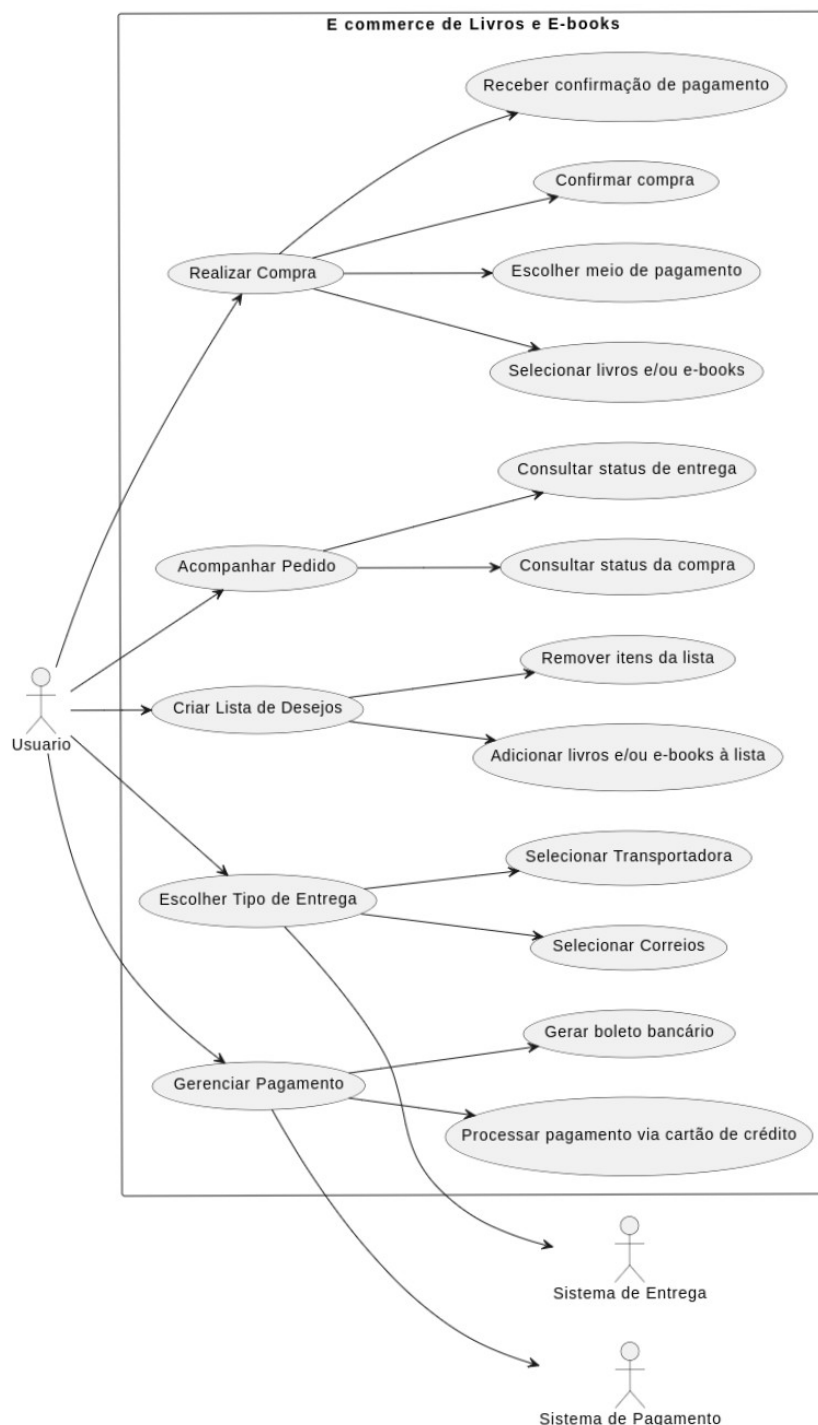 E commerce de Livros e E-books
Receber confirmação de pagamento
Confirmar compra
Realizar Compra
Escolher meio de pagamento
Selecionar livros e/ou e-books
Consultar status de entrega
Acompanhar Pedido
Consultar status da compra
Remover itens da lista
Criar Lista de Desejos
Usuario
Adicionar livros e/ou e-books à lista
Selecionar Transportadora
Escolher Tipo de Entrega
Selecionar Correios
Gerar boleto bancário
Gerenciar Pagamento
Processar pagamento via cartão de crédito
Sistema de Entrega
Sistema de Pagamento